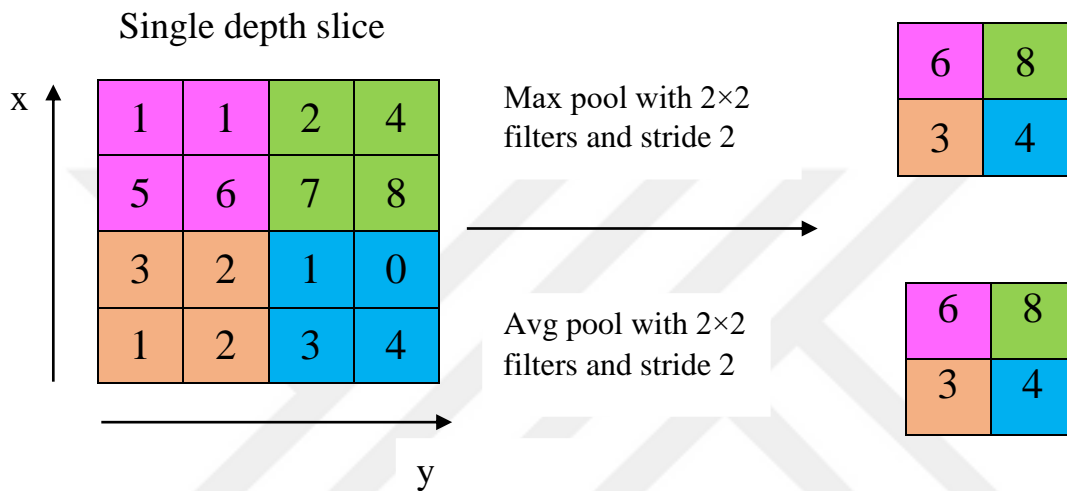 Single depth slice
x
1 1 2 4
5 6 7 8
3 2 1 0
1 2 3 4
y
Max pool with 2×2
filters and stride 2
6 8
3 4
Avg pool with 2×2
filters and stride 2
6 8
3 4